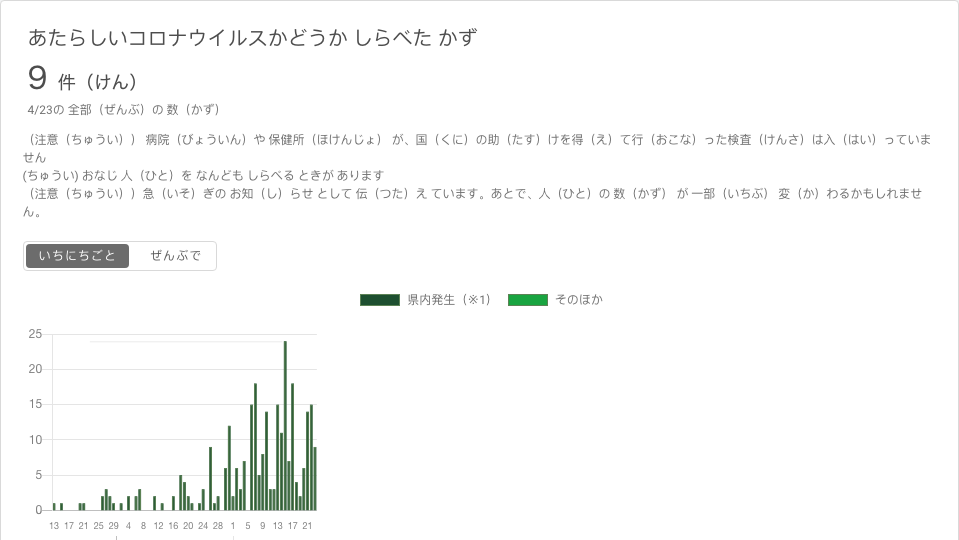 あたらしいコロナウイルスかどうか しらべた かず
9 件（けん）
4/23の 全部（ぜんぶ）の 数（かず）
（注意（ちゅうい）） 病院（びょういん）や 保健所（ほけんじょ） が、国（くに）の助（たす）けを得（え）て行（おこな）った検査（けんさ）は入（はい）っていま
せん
(ちゅうい) おなじ 人（ひと）を なんども しらべる ときが あります
（注意（ちゅうい））急（いそ）ぎの お知（し）らせ として 伝（つた）え ています。あとで、人（ひと）の 数（かず） が 一部（いちぶ） 変（か）わるかもしれませ
ん。
いちにちごと ぜんぶで
県内発生（※1） そのほか
25
20
15
10
5
0
13 17 21 25 29 4 8 12 16 20 24 28 1 5 9 13 17 21